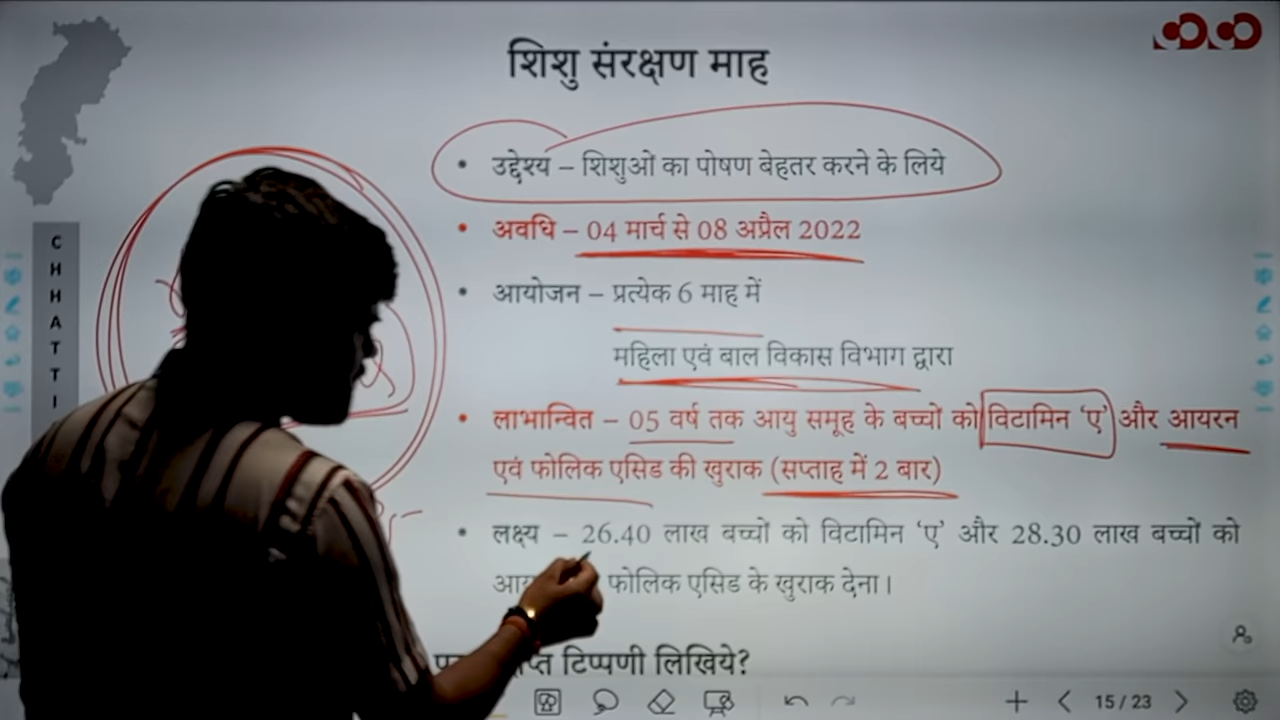 शिशु संरक्षण माह
• उद्देश्य – शिशुओं का पोषण बेहतर करने के लिये
• अवधि – 04 मार्च से 08 अप्रैल 2022
• आयोजन – प्रत्येक 6 माह में
महिला एवं बाल विकास विभाग द्वारा
• लाभान्वित – 05 वर्ष तक आयु समूह के बच्चों को विटामिन ‘ए’ और आयरन
एवं फोलिक एसिड की खुराक (सप्ताह में 2 बार)
• लक्ष्य – 26.40 लाख बच्चों को विटामिन ‘ए’ और 28.30 लाख बच्चों को
फोलिक एसिड के खुराक देना।
टिप्पणी लिखिये?
CHHATTI
15 / 23